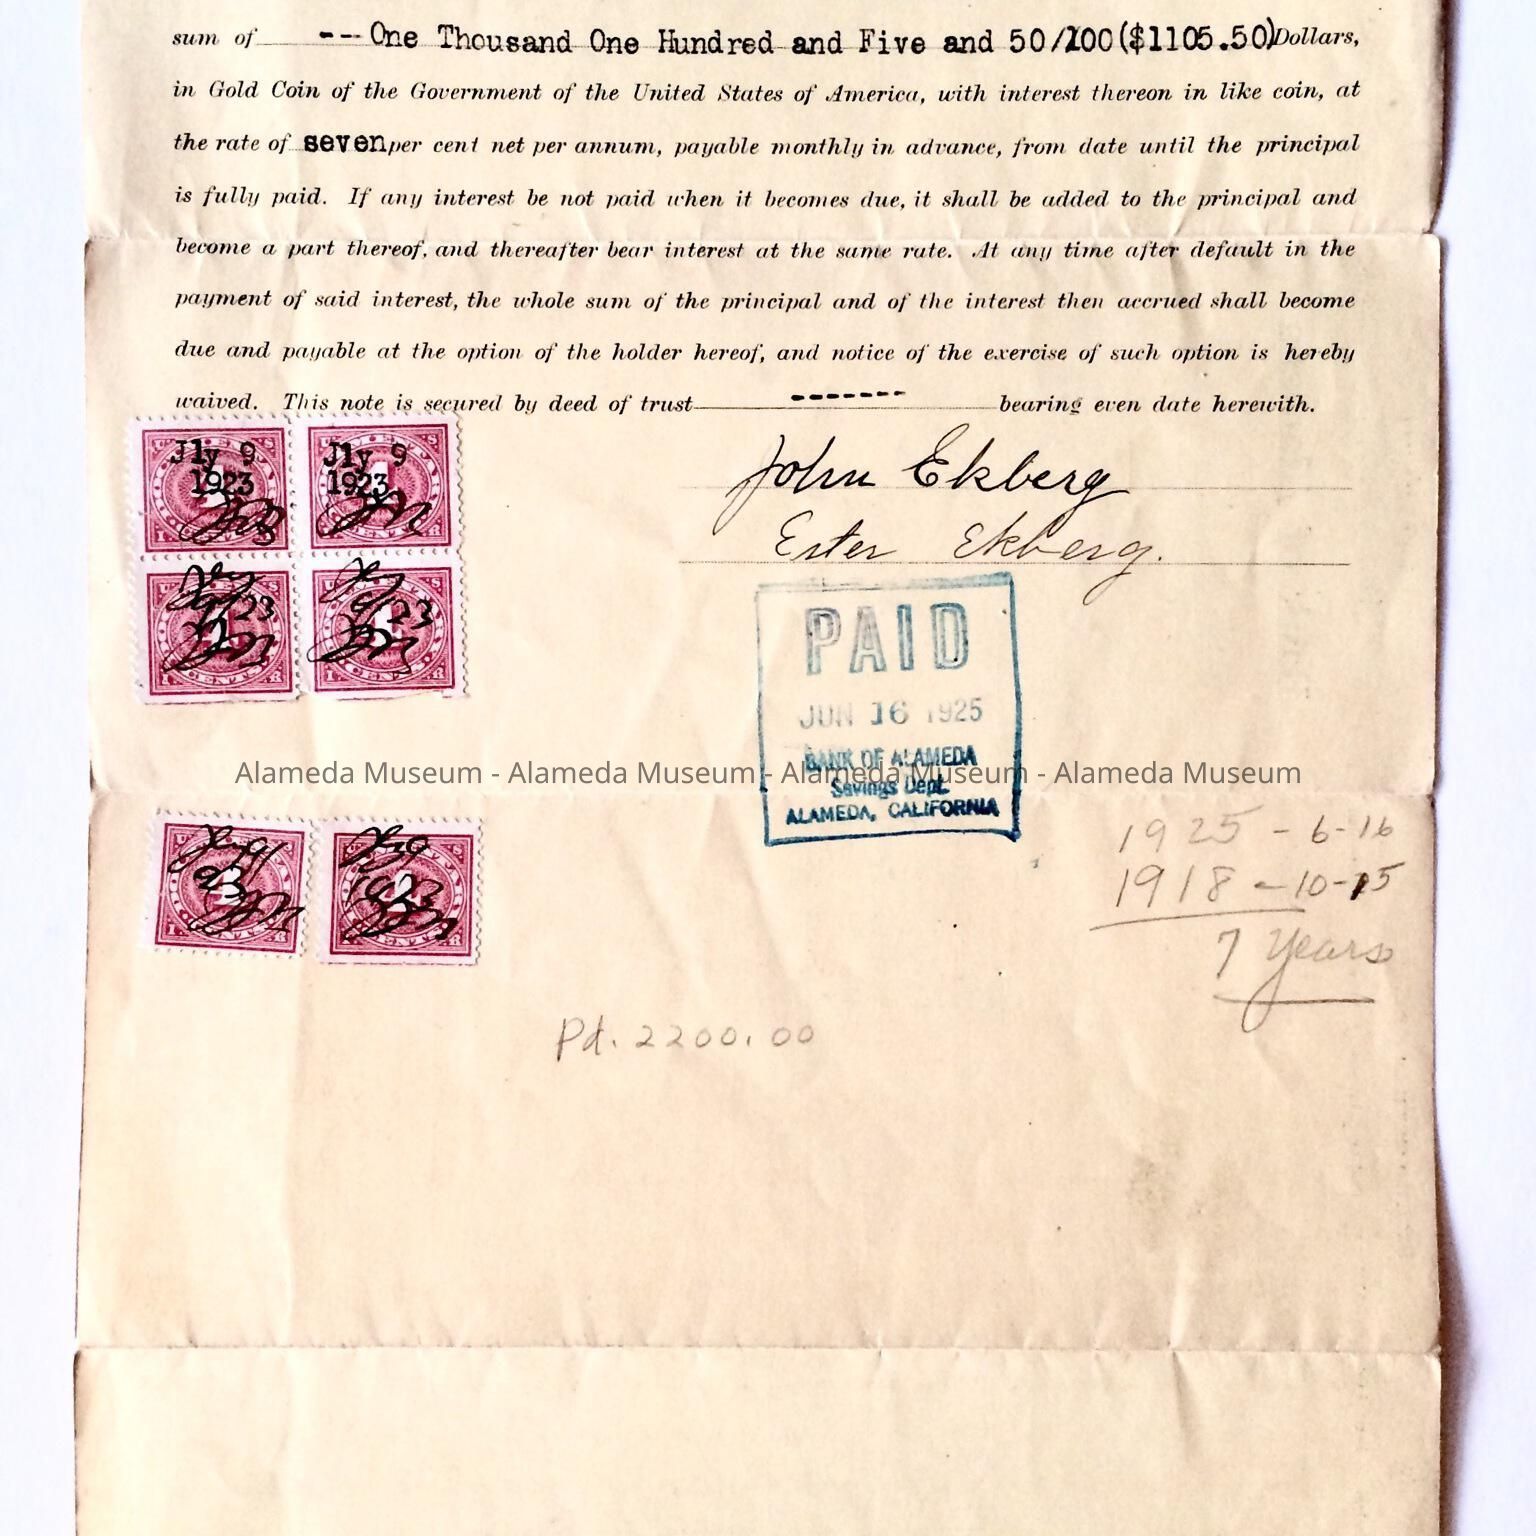 sum of --- One Thousand One Hundred and Five and 50/100($1105.50)Dollars,
in Gold Coin of the Government of the United States of America, with interest thereon in like coin, at
the rate of seven per cent net per annum, payable monthly in advance, from date until the principal
is fully paid. If any interest be not paid when it becomes due, it shall be added to the principal and
become a part thereof, and thereafter bear interest at the same rate. At any time after default in the
payment of said interest, the whole sum of the principal and of the interest then accrued shall become
due and payable at the option of the holder hereof, and notice of the exercise of such option is hereby
waived. This note is secured by deed of trust ------- bearing even date herewith.
John Ekberg
Ester Ekberg.
Jly 9
1923
Jly 9
1923
9/23
PAID
JUN 16 1925
BANK OF ALAMEDA
Savings Dept.
ALAMEDA, CALIFORNIA
Alameda Museum - Alameda Museum - Alameda Museum - Alameda Museum
1925 - 6-16
1918 - 10-15
7 years
Pd. 2200.00